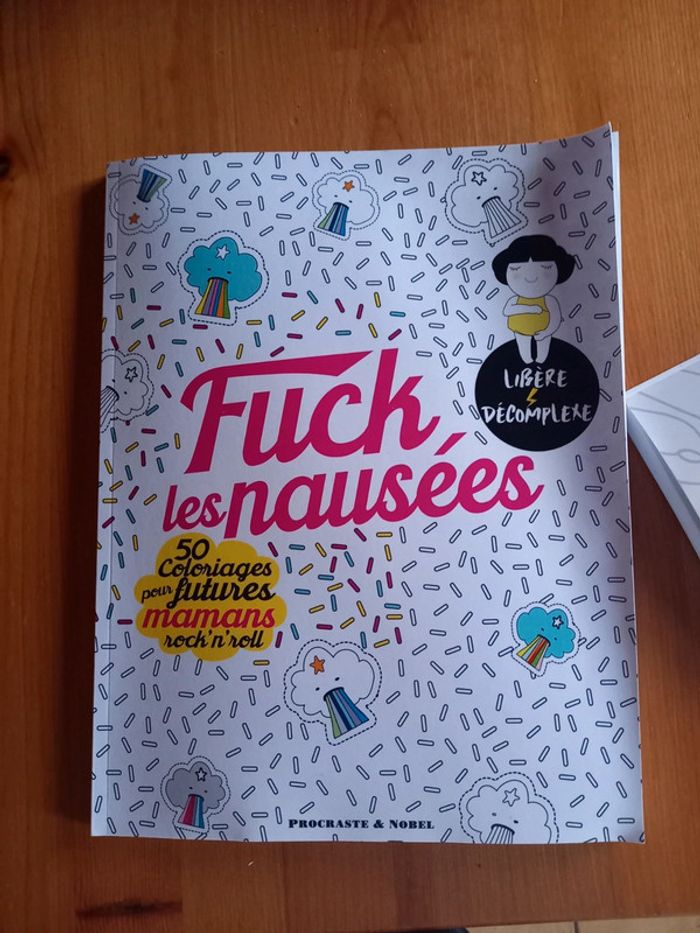 LIBÈRE
DÉCOMPLEXE
Fuck
les nausées
50
Coloriages
pour futures
mamans
rock'n'roll
PROCRASTE & NOBEL